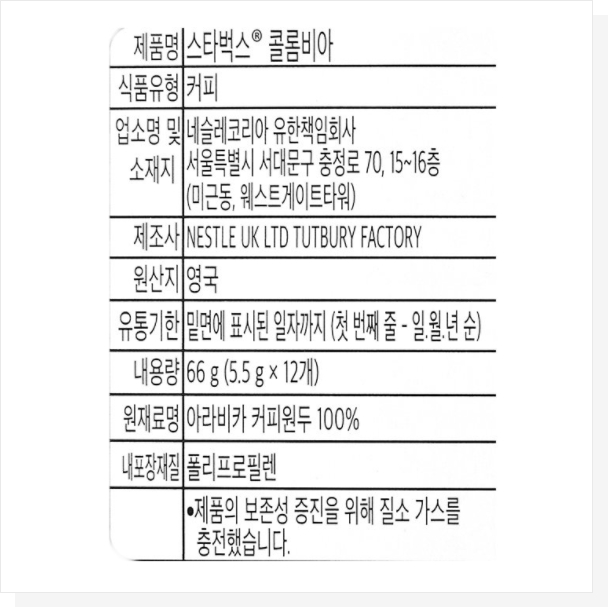 제품명 스타벅스® 콜롬비아
식품유형 커피
업소명 및 네슬레코리아 유한책임회사
소재지 서울특별시 서대문구 충정로 70, 15~16층
(미근동, 웨스트게이트타워)
제조사 NESTLE UK LTD TUTBURY FACTORY
원산지 영국
유통기한 밑면에 표시된 일자까지 (첫 번째 줄 - 일.월.년 순)
내용량 66 g (5.5 g × 12개)
원재료명 아라비카 커피원두 100%
내포장재질 폴리프로필렌
•제품의 보존성 증진을 위해 질소 가스를
충전했습니다.